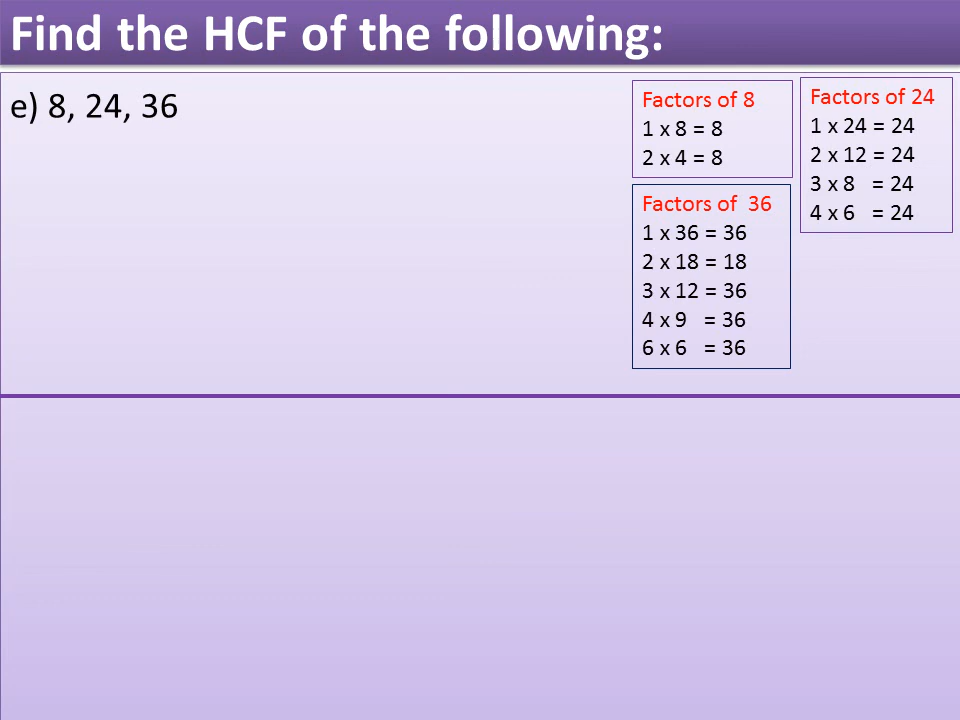 Find the HCF of the following:
e) 8, 24, 36
Factors of 8
1 x 8 = 8
2 x 4 = 8
Factors of 24
1 x 24 = 24
2 x 12 = 24
3 x 8 = 24
4 x 6 = 24
Factors of 36
1 x 36 = 36
2 x 18 = 18
3 x 12 = 36
4 x 9 = 36
6 x 6 = 36